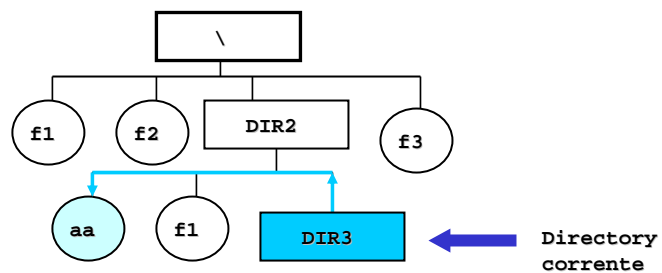 \
f1
f2
DIR2
f3
aa
f1
DIR3
Directory
corrente